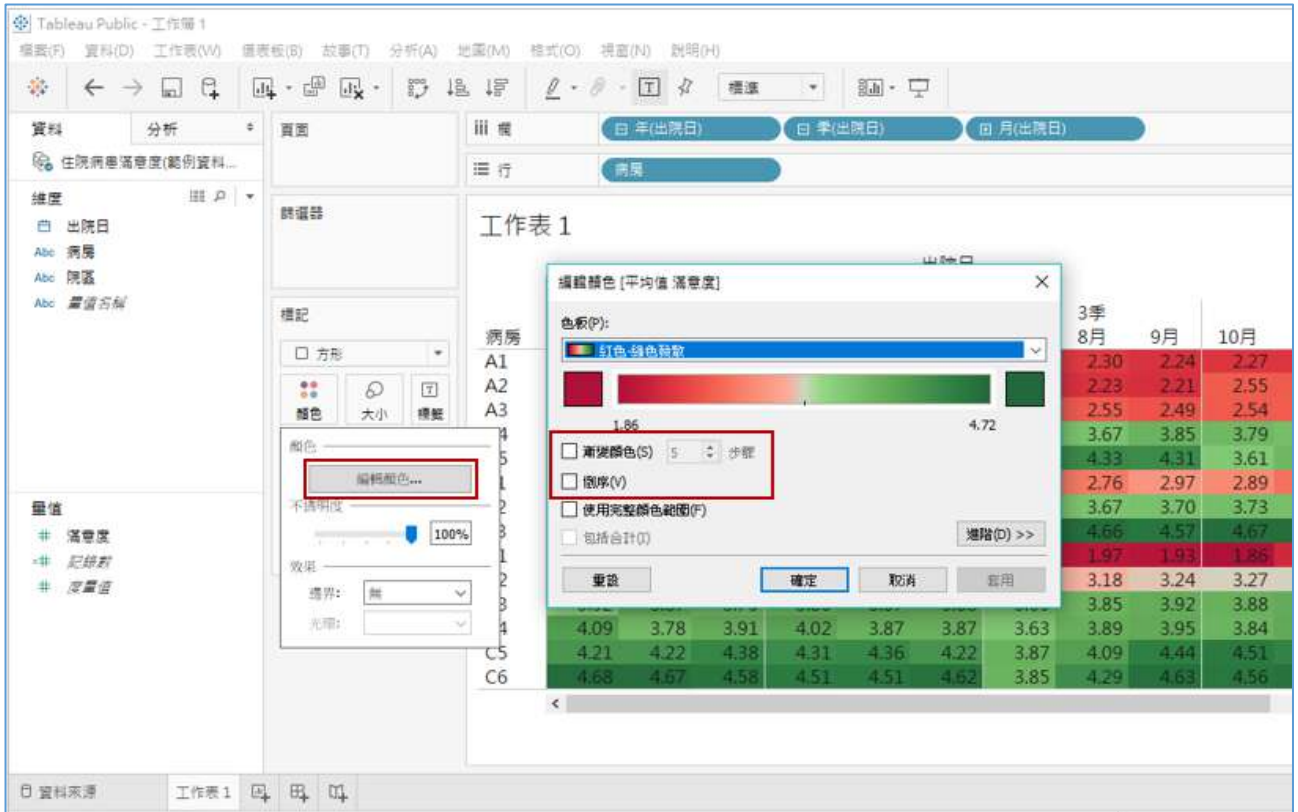 Tableau Public - 工作簿 1
檔案(F) 資料(D) 工作表(W) 儀表板(B) 故事(T) 分析(A) 地圖(M) 格式(O) 視窗(N) 說明(H)
標準
資料 分析 頁面 欄 年(出院日) 季(出院日) 月(出院日)
住院病患滿意度(範例資料...
行 病房
維度
篩選器
工作表 1
出院日
Abc 病房
Abc 院區
Abc 量值名稱
出院日
編輯顏色 [平均值 滿意度]
色板(P):
紅色-綠色發散
1.86 4.72
漸變顏色(S) 5 步驟
倒序(V)
使用完整顏色範圍(F)
包括合計(I)
進階(D) >>
重設 確定 取消 套用
標記
方形
顏色 大小 標籤
顏色
編輯顏色...
不透明度
100%
效果
邊界: 無
光環:
量值
滿意度
記錄數
度量值
3季
病房 8月 9月 10月
A1 2.30 2.24 2.27
A2 2.23 2.21 2.55
A3 2.55 2.49 2.54
4 3.67 3.85 3.79
5 4.33 4.31 3.61
1 2.76 2.97 2.89
2 3.67 3.70 3.73
3 4.66 4.57 4.67
1 1.97 1.93 1.86
2 3.18 3.24 3.27
3 3.85 3.92 3.88
4 4.09 3.78 3.91 4.02 3.87 3.87 3.63 3.89 3.95 3.84
C5 4.21 4.22 4.38 4.31 4.36 4.22 3.87 4.09 4.44 4.51
C6 4.68 4.67 4.58 4.51 4.51 4.62 3.85 4.29 4.63 4.56
資料來源 工作表 1